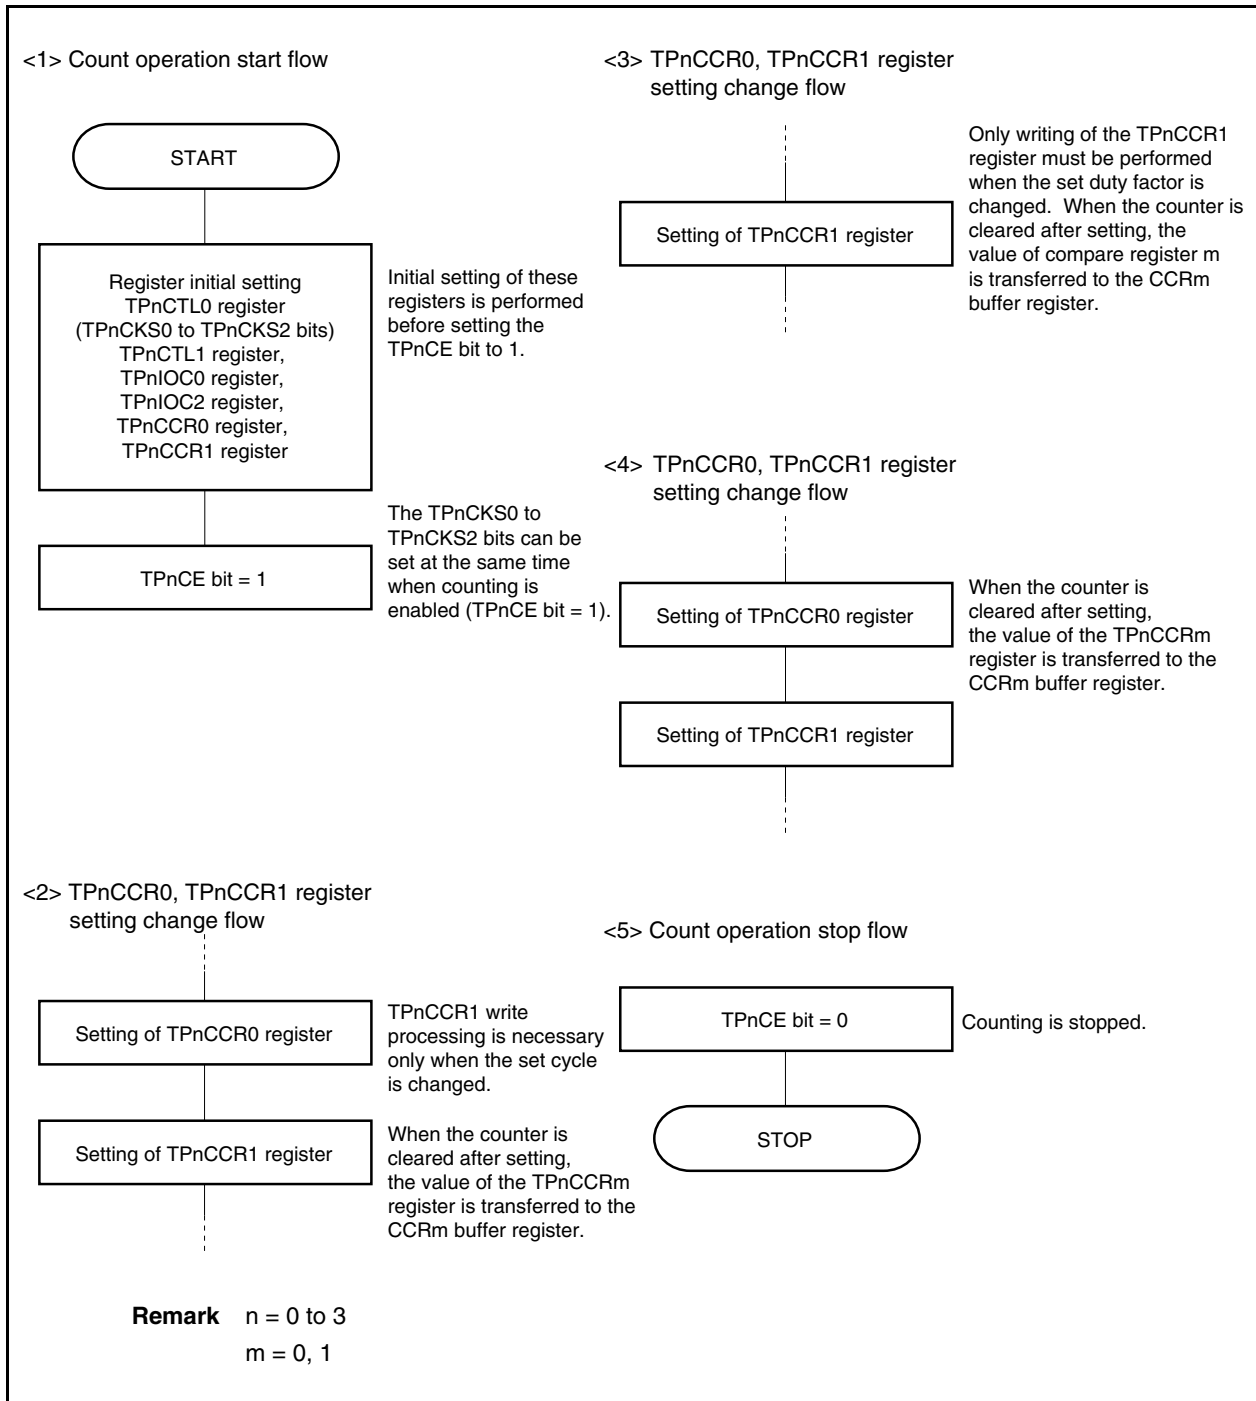 <1> Count operation start flow
START
Register initial setting
TPnCTL0 register
(TPnCKS0 to TPnCKS2 bits)
TPnCTL1 register,
TPnIOC0 register,
TPnIOC2 register,
TPnCCR0 register,
TPnCCR1 register
Initial setting of these
registers is performed
before setting the
TPnCE bit to 1.
TPnCE bit = 1
The TPnCKS0 to
TPnCKS2 bits can be
set at the same time
when counting is
enabled (TPnCE bit = 1).
<2> TPnCCR0, TPnCCR1 register
setting change flow
Setting of TPnCCR0 register
TPnCCR1 write
processing is necessary
only when the set cycle
is changed.
Setting of TPnCCR1 register
When the counter is
cleared after setting,
the value of the TPnCCRm
register is transferred to the
CCRm buffer register.
<3> TPnCCR0, TPnCCR1 register
setting change flow
Setting of TPnCCR1 register
Only writing of the TPnCCR1
register must be performed
when the set duty factor is
changed. When the counter is
cleared after setting, the
value of compare register m
is transferred to the CCRm
buffer register.
<4> TPnCCR0, TPnCCR1 register
setting change flow
Setting of TPnCCR0 register
When the counter is
cleared after setting,
the value of the TPnCCRm
register is transferred to the
CCRm buffer register.
Setting of TPnCCR1 register
<5> Count operation stop flow
TPnCE bit = 0
Counting is stopped.
STOP
Remark n = 0 to 3
m = 0, 1